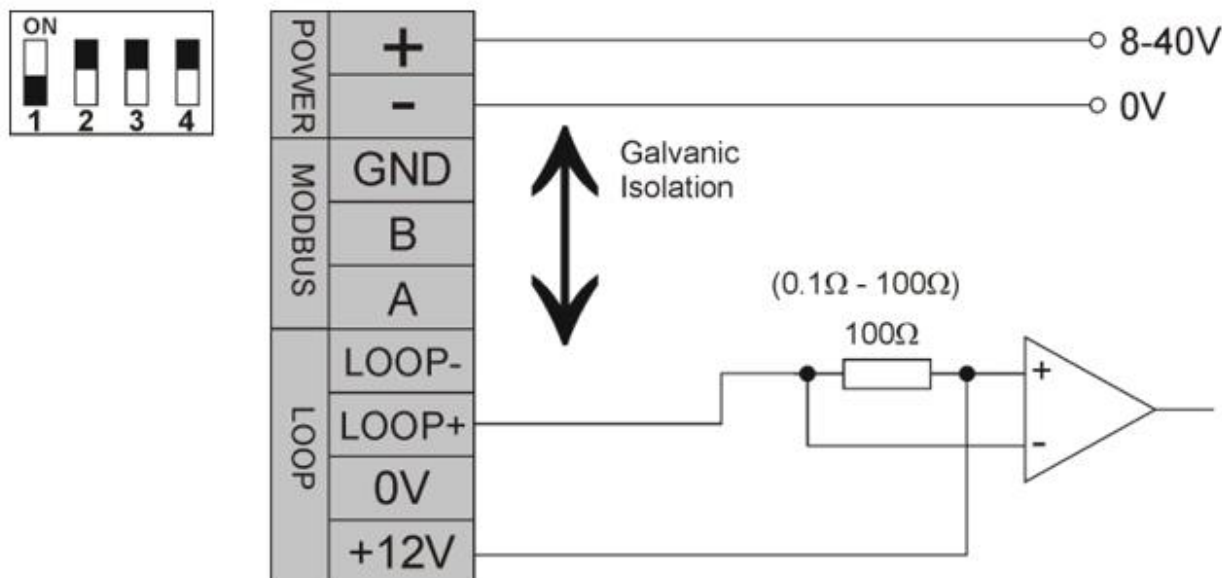 ON
1 2 3 4
POWER
+
-
MODBUS
GND
B
A
LOOP
LOOP-
LOOP+
0V
+12V
8-40V
0V
Galvanic
Isolation
(0.1Ω - 100Ω)
100Ω
+
-